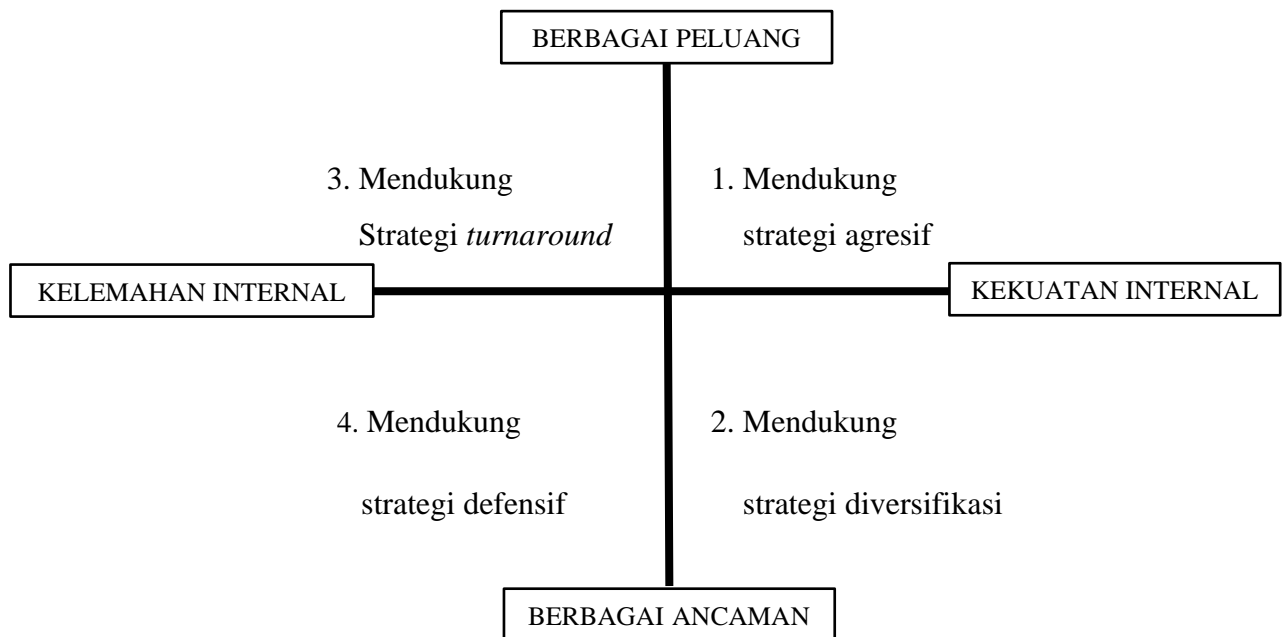 BERBAGAI PELUANG
3. Mendukung
Strategi turnaround
1. Mendukung
strategi agresif
KELEMAHAN INTERNAL
KEKUATAN INTERNAL
4. Mendukung
strategi defensif
2. Mendukung
strategi diversifikasi
BERBAGAI ANCAMAN